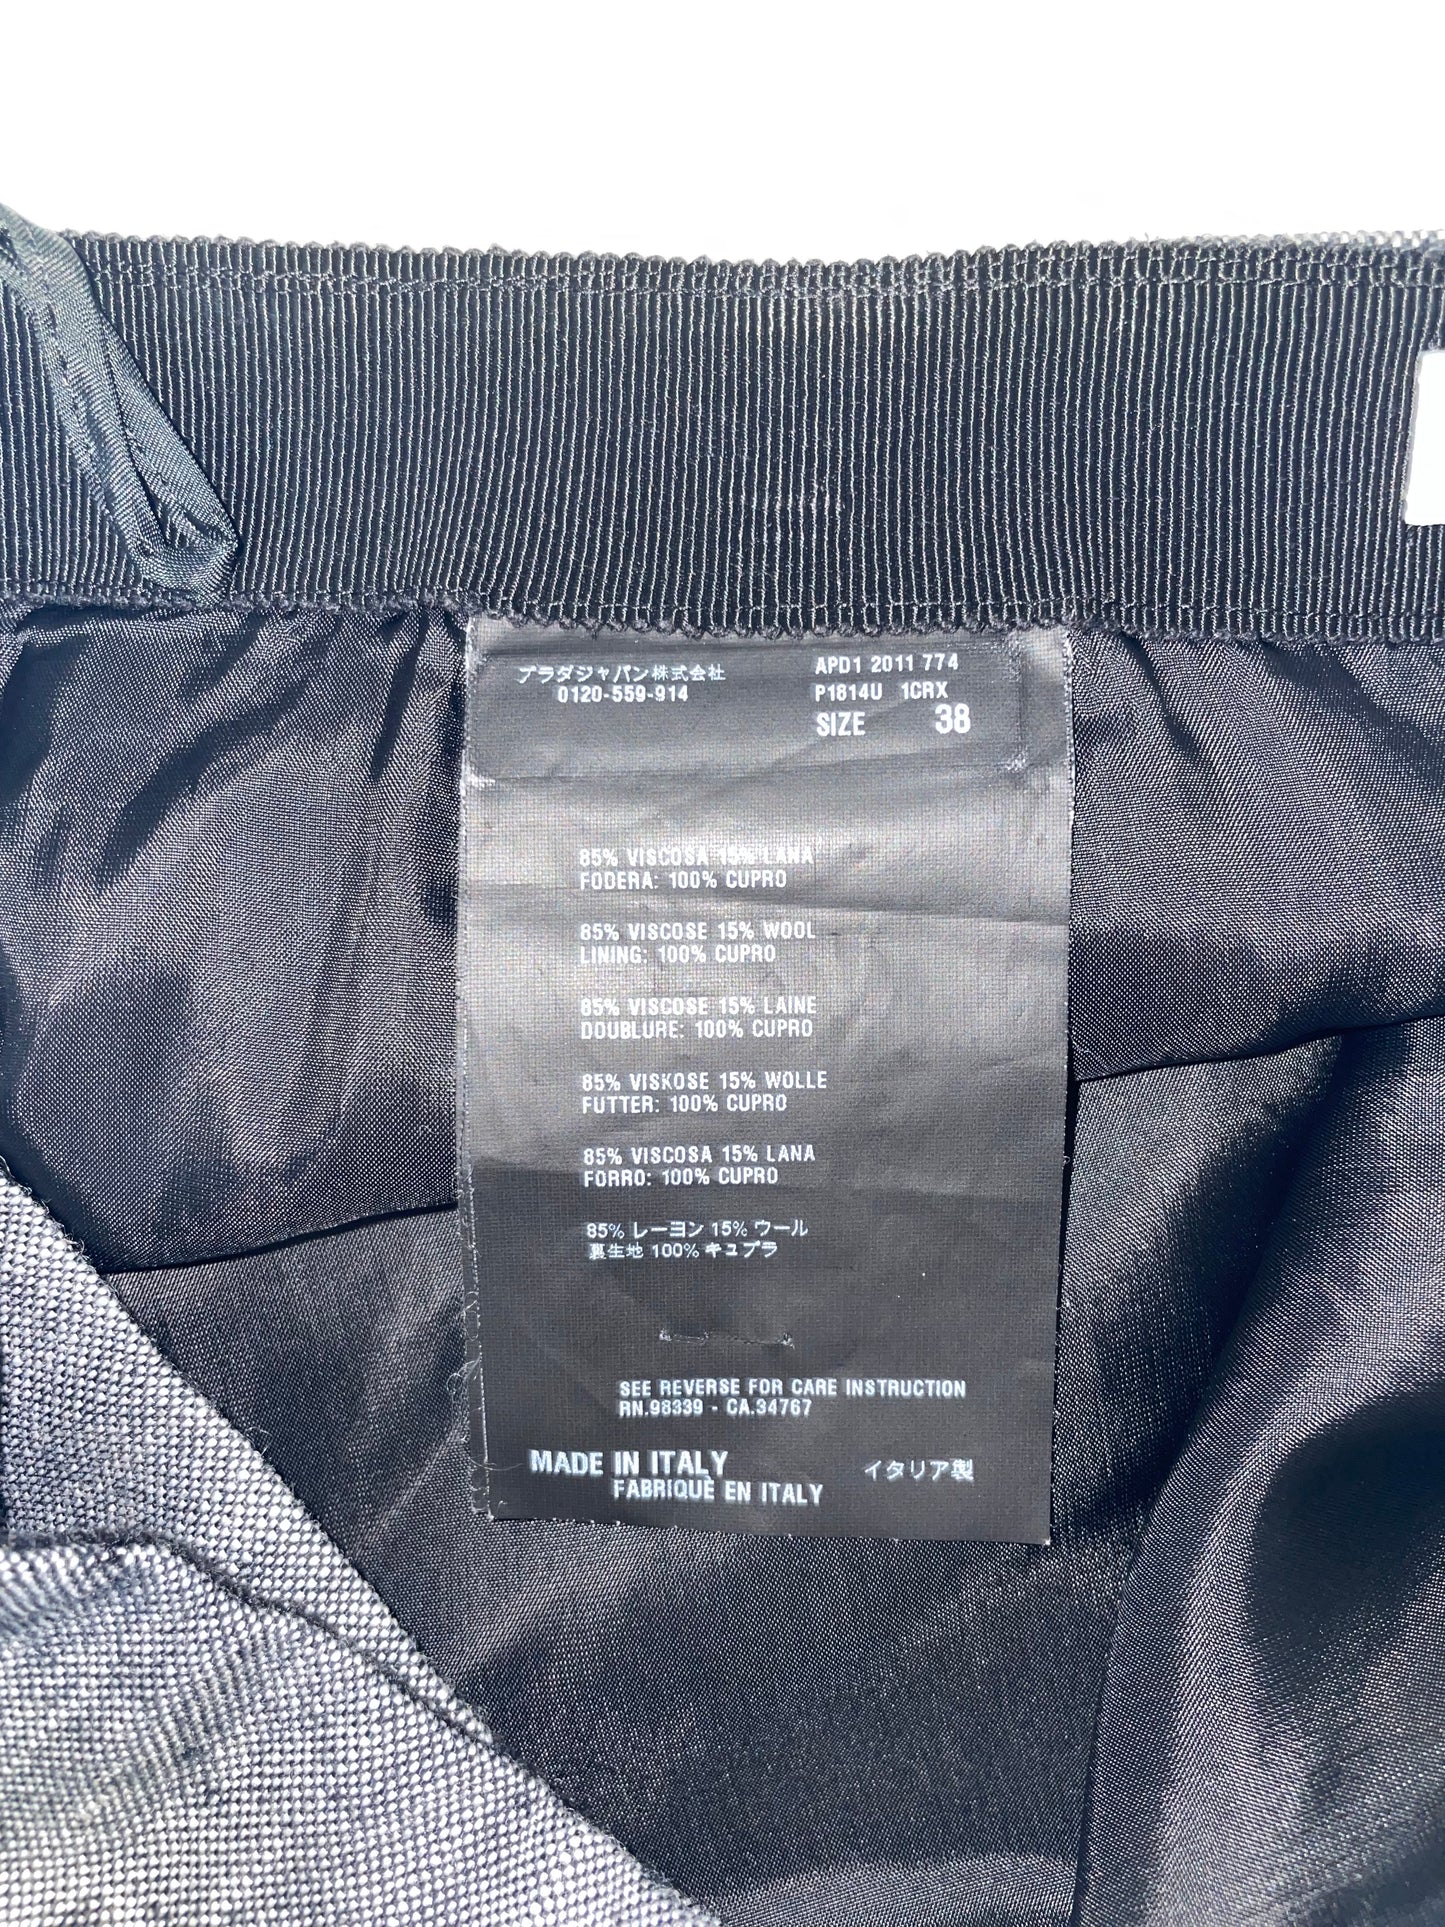 プラダジャパン株式会社
0120-559-914
APD1 2011 774
P1814U 1CRX
SIZE 38
85% VISCOSA 15% LANA
FODERA: 100% CUPRO
85% VISCOSE 15% WOOL
LINING: 100% CUPRO
85% VISCOSE 15% LAINE
DOUBLURE: 100% CUPRO
85% VISKOSE 15% WOLLE
FUTTER: 100% CUPRO
85% VISCOSA 15% LANA
FORRO: 100% CUPRO
85% レーヨン 15% ウール
裏生地 100% キュプラ
SEE REVERSE FOR CARE INSTRUCTION
RN.98339 - CA.34767
MADE IN ITALY イタリア製
FABRIQUÈ EN ITALY